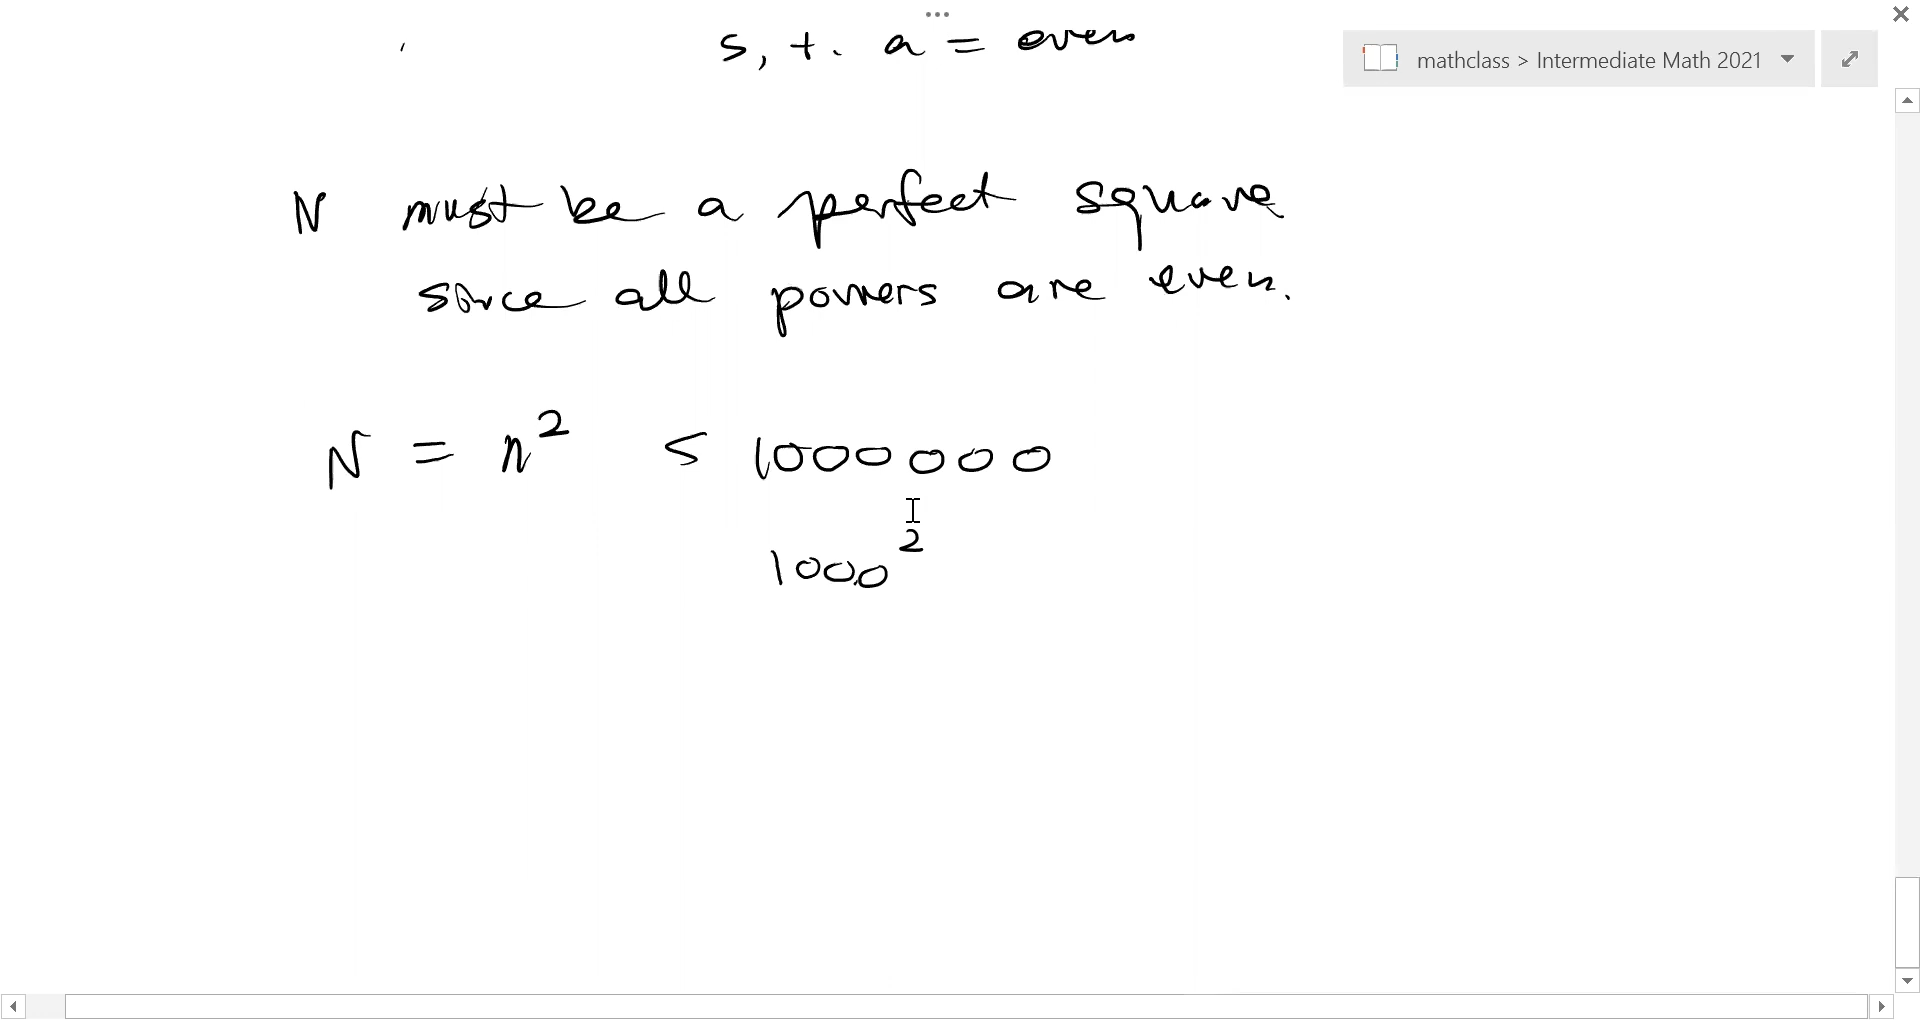 s,t. a = even
mathclass > Intermediate Math 2021
N must be a perfect square
since all powers are even.
N = n² ≤ 1000000
1000²